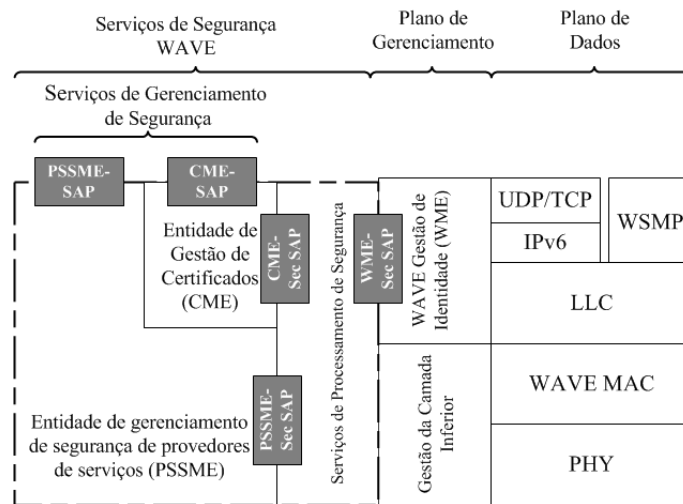 Serviços de Segurança
WAVE
Plano de
Gerenciamento
Plano de
Dados
Serviços de Gerenciamento
de Segurança
PSSME-
SAP
CME-
SAP
Entidade de
Gestão de
Certificados
(CME)
CME-
Sec SAP
Serviços de Processamento de Segurança
WME-
Sec SAP
WAVE Gestão de
Identidade (WME)
UDP/TCP
IPv6
WSMP
LLC
Entidade de gerenciamento
de segurança de provedores
de serviços (PSSME)
PSSME-
Sec SAP
Gestão da Camada
Inferior
WAVE MAC
PHY